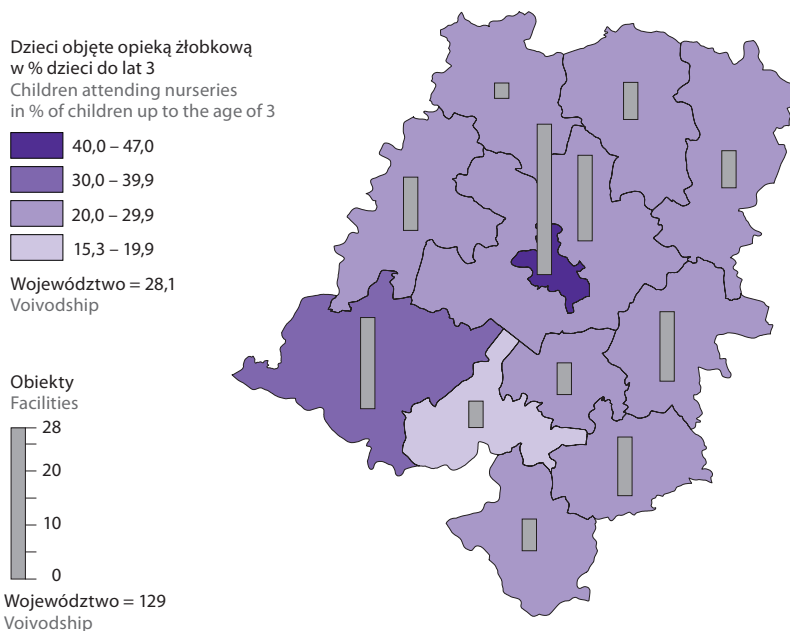 Dzieci objęte opieką żłobkową
w % dzieci do lat 3
Children attending nurseries
in % of children up to the age of 3
40,0 – 47,0
30,0 – 39,9
20,0 – 29,9
15,3 – 19,9
Województwo = 28,1
Voivodship
Obiekty
Facilities
28
20
10
0
Województwo = 129
Voivodship